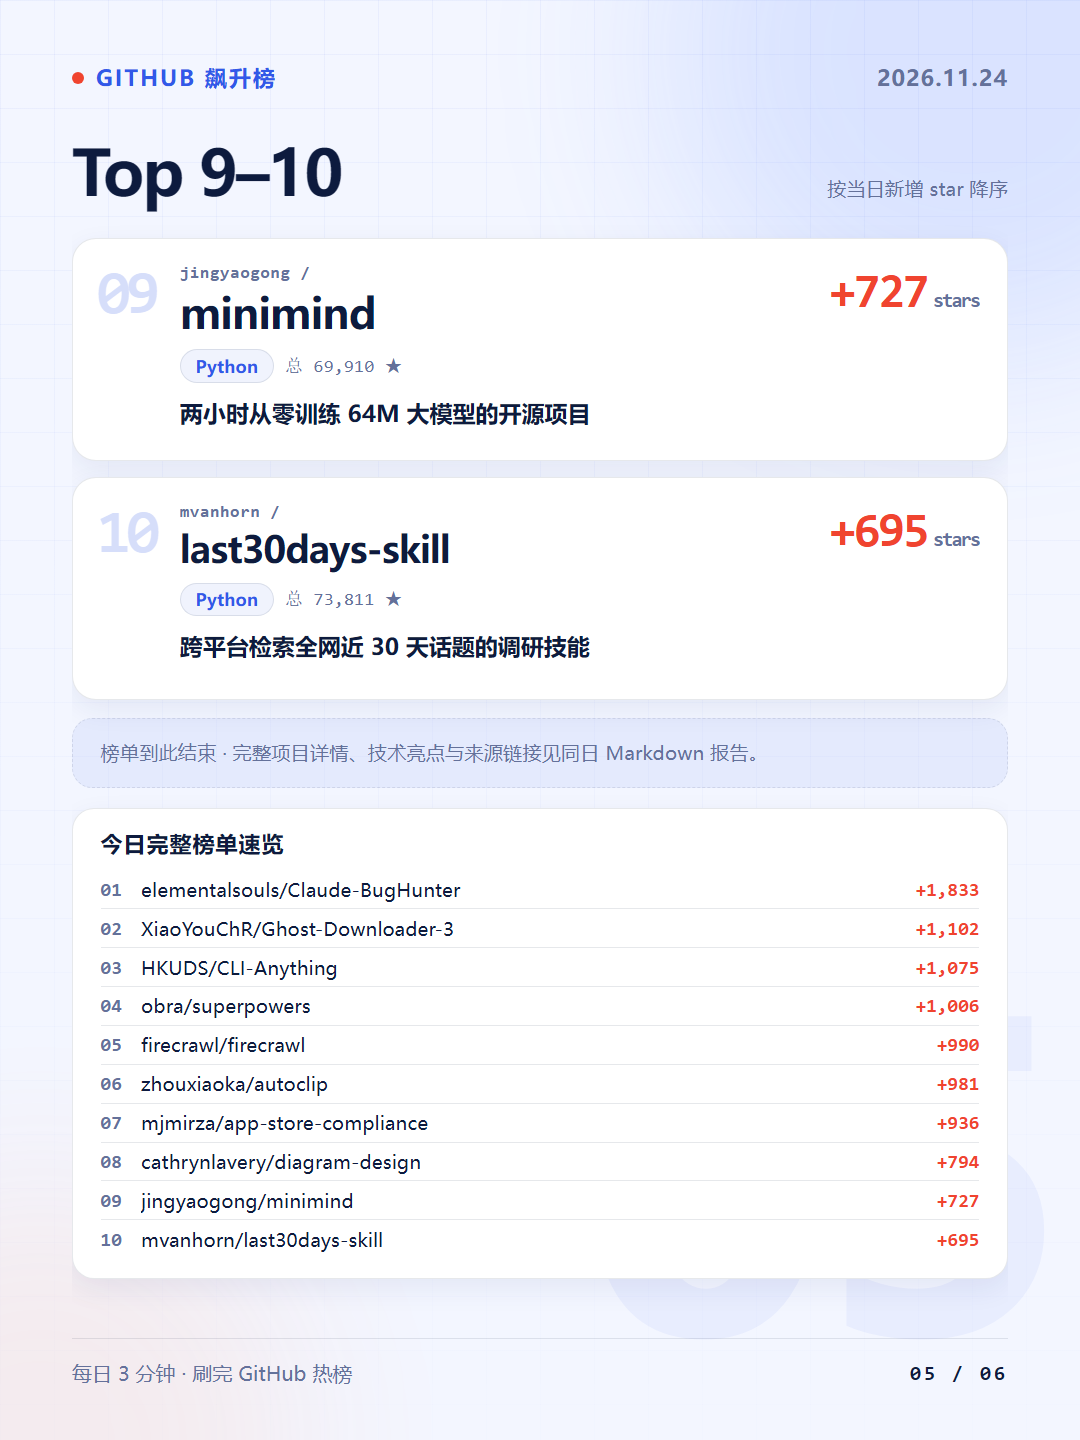 GITHUB 飙升榜
2026.11.24
Top 9–10
按当日新增 star 降序
09
jingyaogong /
minimind
+727 stars
Python 总 69,910 ★
两小时从零训练 64M 大模型的开源项目
10
mvanhorn /
last30days-skill
+695 stars
Python 总 73,811 ★
跨平台检索全网近 30 天话题的调研技能
榜单到此结束 · 完整项目详情、技术亮点与来源链接见同日 Markdown 报告。
今日完整榜单速览
01 elementalsouls/Claude-BugHunter +1,833
02 XiaoYouChR/Ghost-Downloader-3 +1,102
03 HKUDS/CLI-Anything +1,075
04 obra/superpowers +1,006
05 firecrawl/firecrawl +990
06 zhouxiaoka/autoclip +981
07 mjmirza/app-store-compliance +936
08 cathrynlavery/diagram-design +794
09 jingyaogong/minimind +727
10 mvanhorn/last30days-skill +695
05
每日 3 分钟 · 刷完 GitHub 热榜
05 / 06